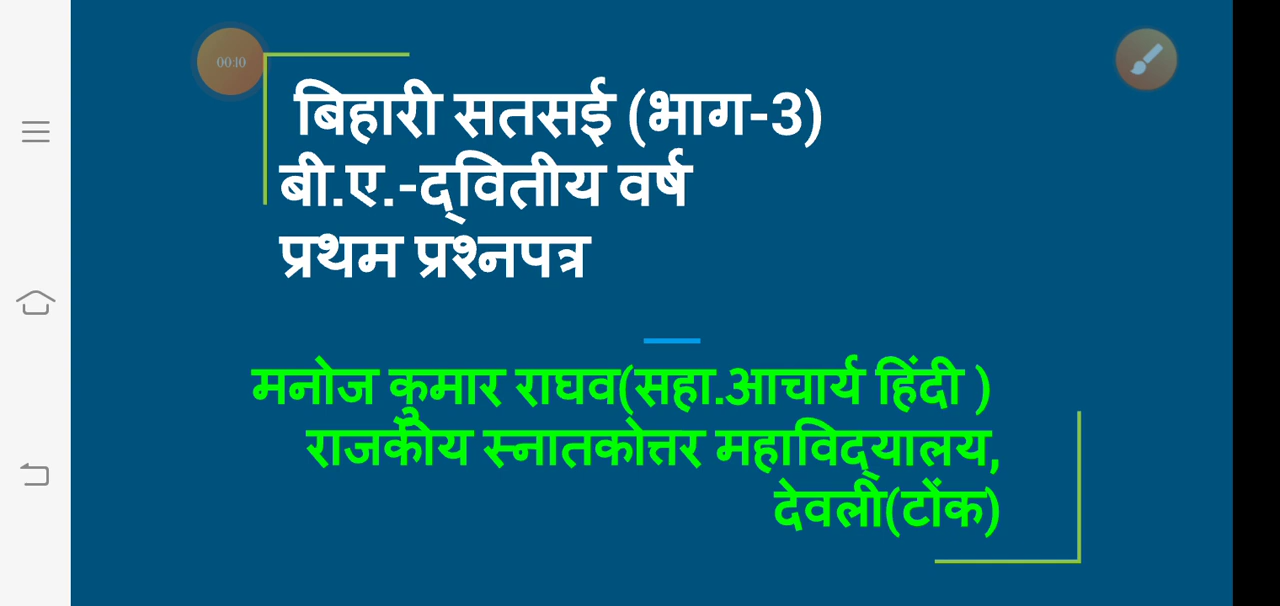 00:10
बिहारी सतसई (भाग-3)
बी.ए.-द्वितीय वर्ष
प्रथम प्रश्नपत्र
मनोज कुमार राघव(सहा.आचार्य हिंदी )
राजकीय स्नातकोत्तर महाविद्यालय,
देवली(टोंक)